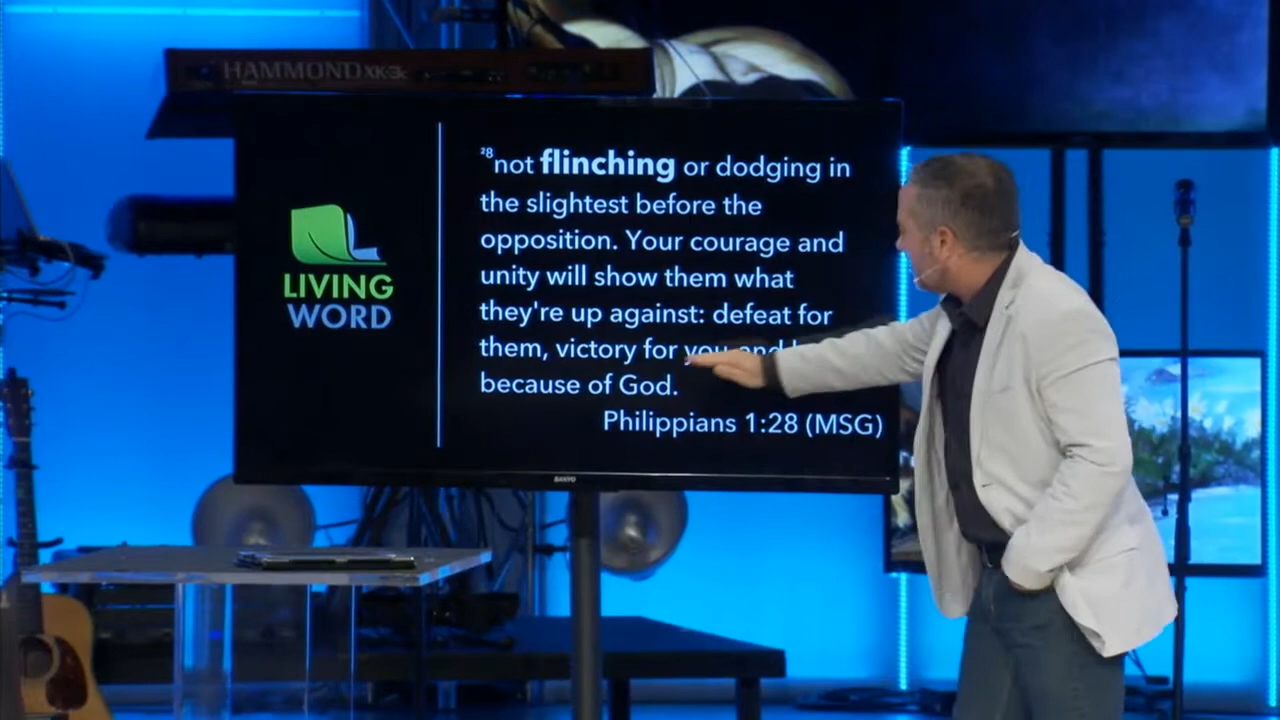 HAMMOND XK-3c
²⁸not flinching or dodging in
the slightest before the
opposition. Your courage and
unity will show them what
they're up against: defeat for
them, victory for you and
because of God.
Philippians 1:28 (MSG)
LIVING
WORD
SANYO